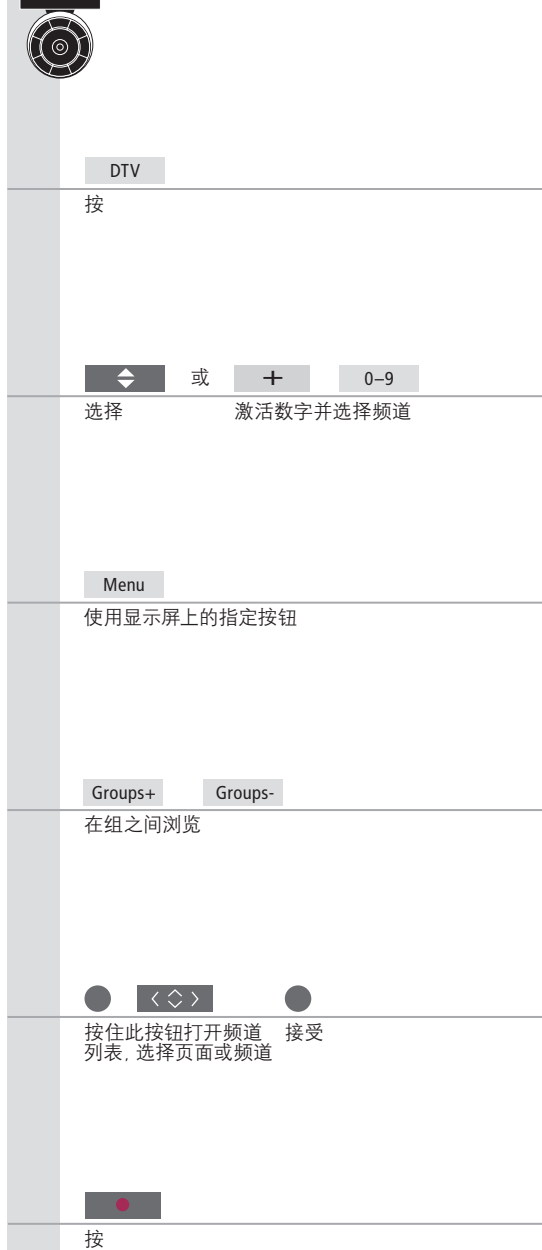 DTV
按
或 + 0–9
选择 激活数字并选择频道
Menu
使用显示屏上的指定按钮
Groups+ Groups-
在组之间浏览
按住此按钮打开频道 接受
列表, 选择页面或频道
按